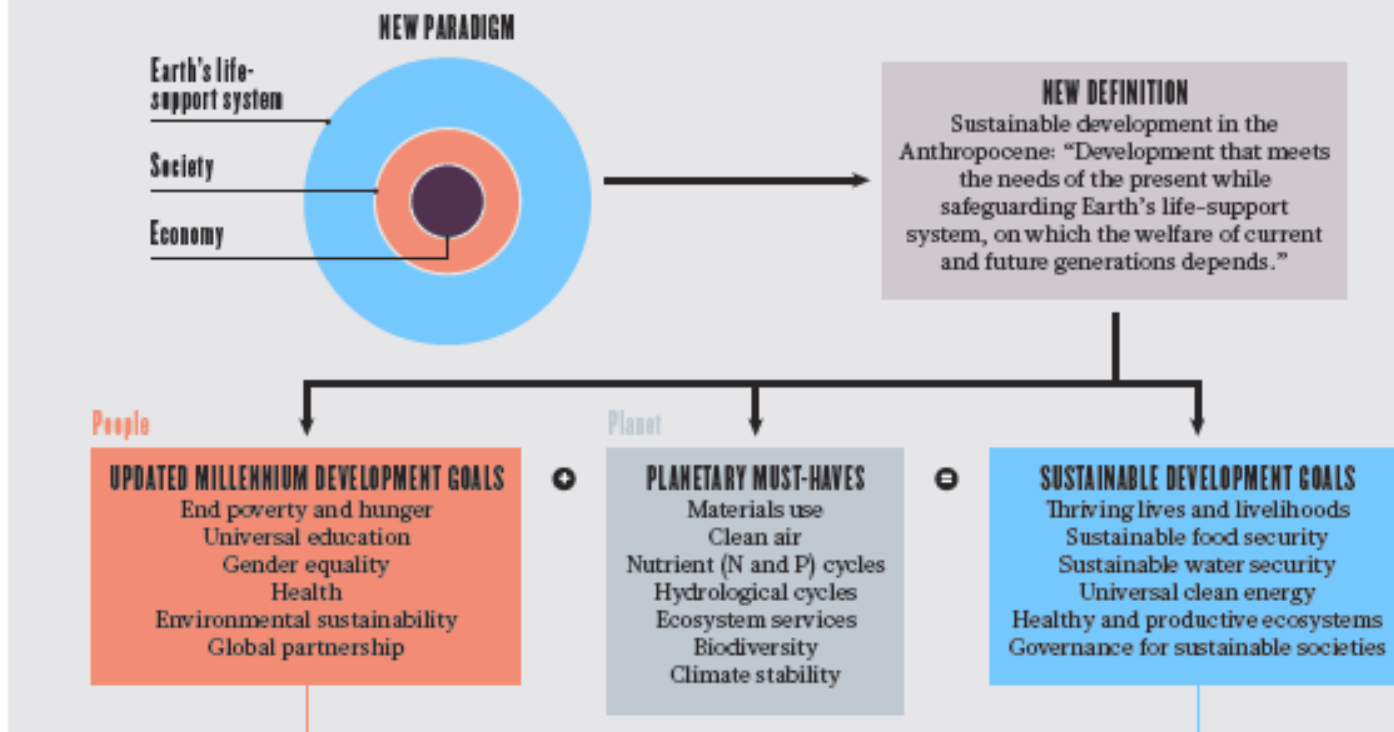 NEW PARADIGM
Earth's life-
support system
Society
Economy
NEW DEFINITION
Sustainable development in the
Anthropocene: “Development that meets
the needs of the present while
safeguarding Earth's life-support
system, on which the welfare of current
and future generations depends.”
People
UPDATED MILLENNIUM DEVELOPMENT GOALS
End poverty and hunger
Universal education
Gender equality
Health
Environmental sustainability
Global partnership
+
Planet
PLANETARY MUST-HAVES
Materials use
Clean air
Nutrient (N and P) cycles
Hydrological cycles
Ecosystem services
Biodiversity
Climate stability
=
SUSTAINABLE DEVELOPMENT GOALS
Thriving lives and livelihoods
Sustainable food security
Sustainable water security
Universal clean energy
Healthy and productive ecosystems
Governance for sustainable societies